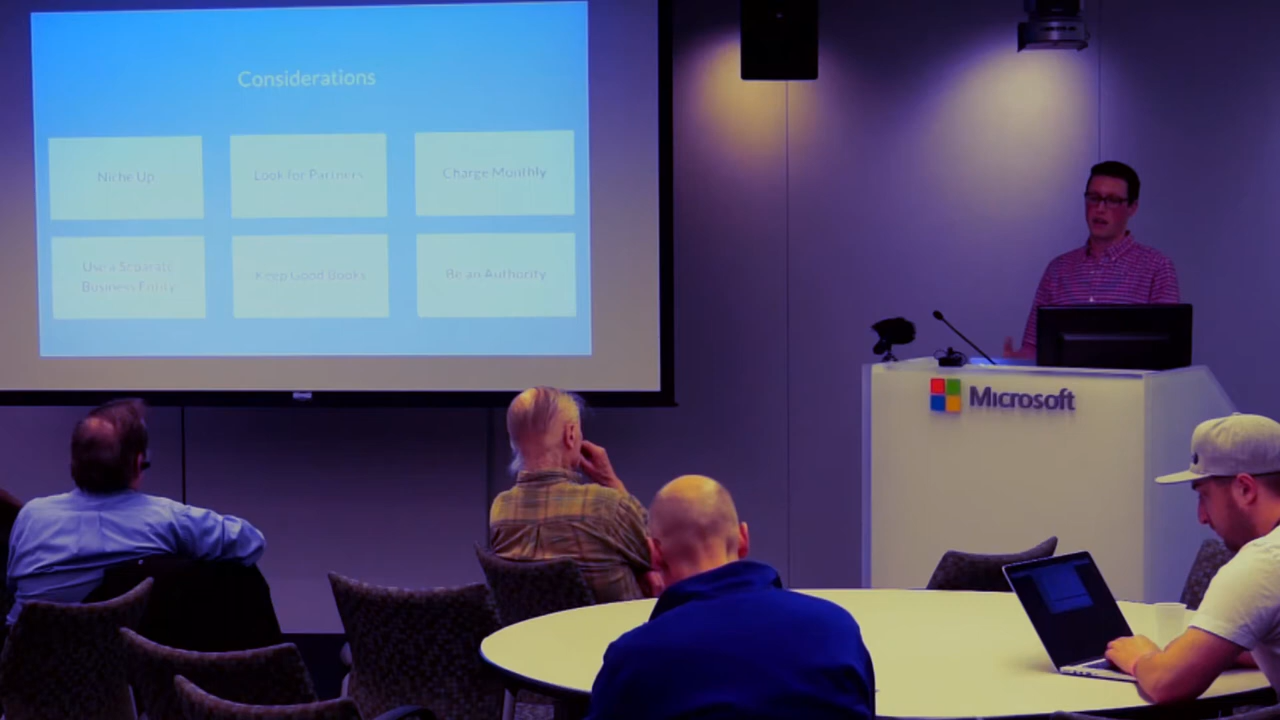 Considerations
Niche Up
Look for Partners
Charge Monthly
Use a Separate
Business Entity
Keep Good Books
Be an Authority
Microsoft